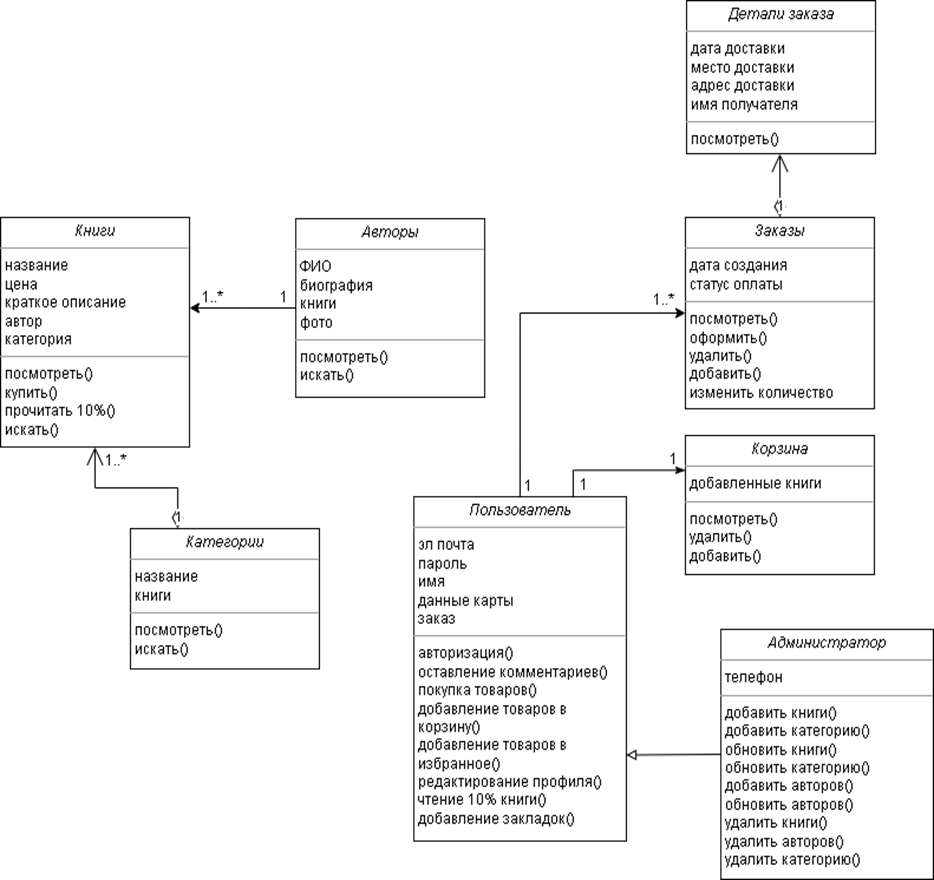 Детали заказа
дата доставки
место доставки
адрес доставки
имя получателя
посмотреть()
1
Книги
название
цена
краткое описание
автор
категория
посмотреть()
купить()
прочитать 10%()
искать()
1..*
1
Авторы
ФИО
биография
книги
фото
посмотреть()
искать()
Заказы
дата создания
статус оплаты
посмотреть()
оформить()
удалить()
добавить()
изменить количество
1..*
1
1..*
1
Категории
название
книги
посмотреть()
искать()
Корзина
добавленные книги
посмотреть()
удалить()
добавить()
1
1
Пользователь
эл почта
пароль
имя
данные карты
заказ
авторизация()
оставление комментариев()
покупка товаров()
добавление товаров в
корзину()
добавление товаров в
избранное()
редактирование профиля()
чтение 10% книги()
добавление закладок()
Администратор
телефон
добавить книги()
добавить категорию()
обновить книги()
обновить категорию()
добавить авторов()
обновить авторов()
удалить книги()
удалить авторов()
удалить категорию()